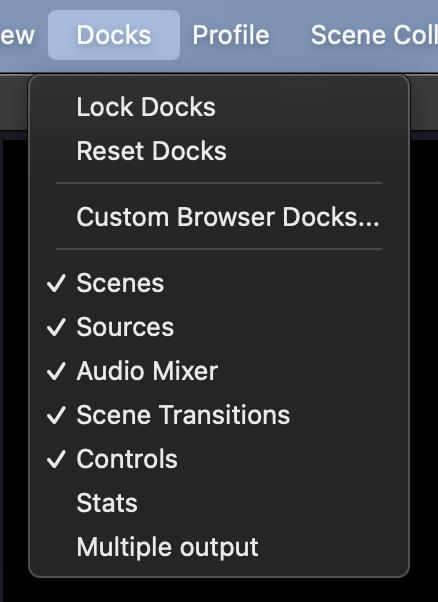 ew Docks Profile Scene Coll
Lock Docks
Reset Docks
Custom Browser Docks...
Scenes
Sources
Audio Mixer
Scene Transitions
Controls
Stats
Multiple output